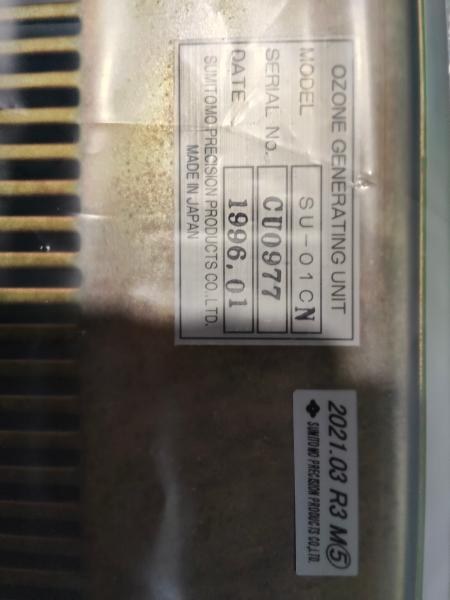 OZONE GENERATING UNIT
MODEL SU-01CN
SERIAL NO. CU0977
DATE 1996,01
SUMITOMO PRECISION PRODUCTS CO.,LTD.
MADE IN JAPAN
2021.03 R3 M⑤
SUMITOMO PRECISION PRODUCTS CO.,LTD.